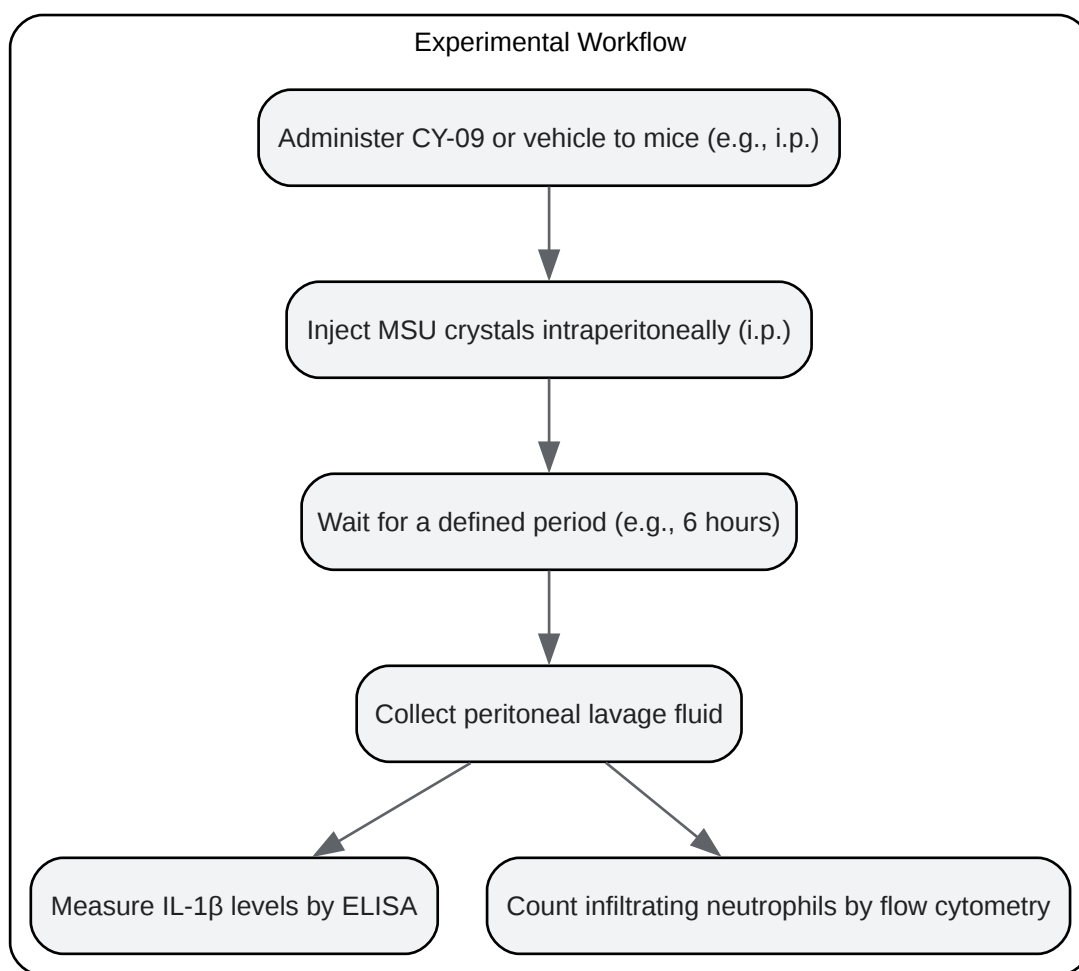 Experimental Workflow
Administer CY-09 or vehicle to mice (e.g., i.p.)
Inject MSU crystals intraperitoneally (i.p.)
Wait for a defined period (e.g., 6 hours)
Collect peritoneal lavage fluid
Measure IL-1β levels by ELISA
Count infiltrating neutrophils by flow cytometry